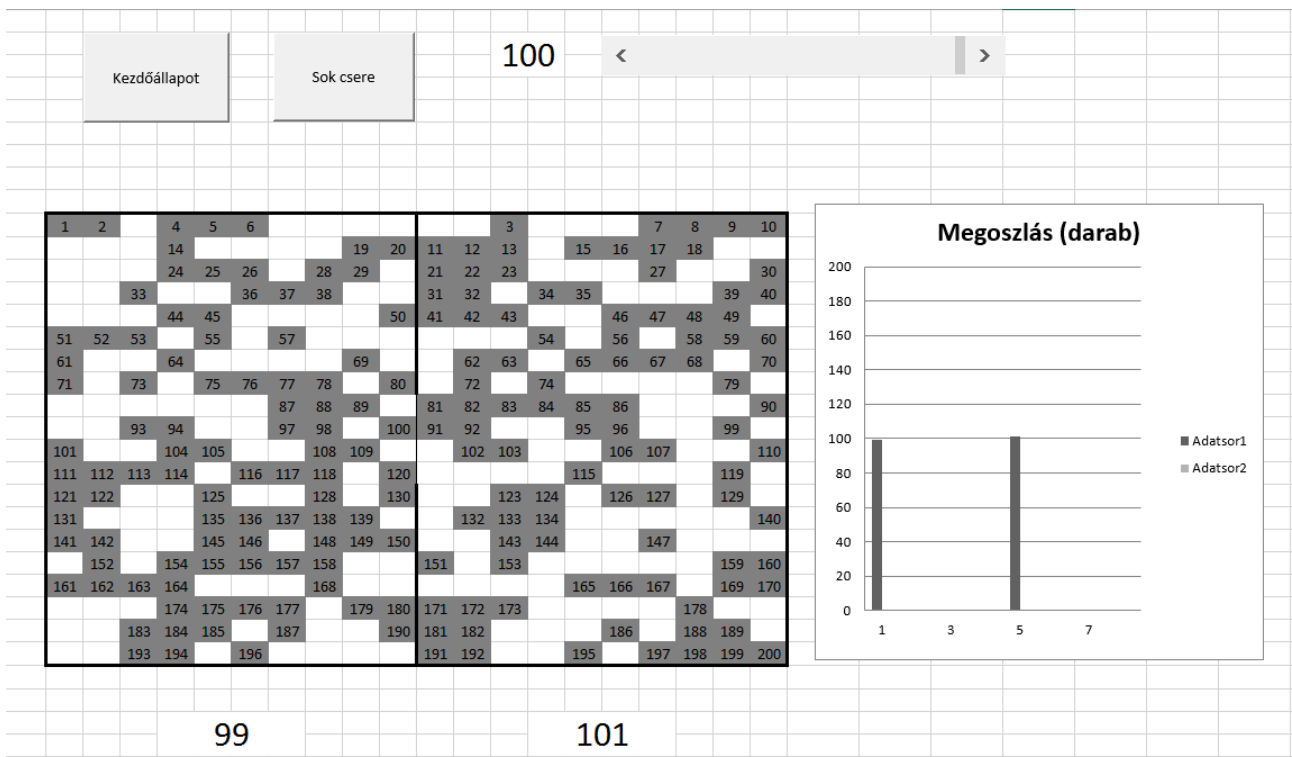 100
Kezdőállapot Sok csere
1 2 4 5 6 3 7 8 9 10
14 19 20 11 12 13 15 16 17 18
24 25 26 28 29 21 22 23 27 30
33 36 37 38 31 32 34 35 39 40
44 45 50 41 42 43 46 47 48 49
51 52 53 55 57 54 56 58 59 60
61 64 69 62 63 65 66 67 68 70
71 73 75 76 77 78 80 72 74 79
87 88 89 81 82 83 84 85 86 90
93 94 97 98 100 91 92 95 96 99
101 104 105 108 109 102 103 106 107 110
111 112 113 114 116 117 118 120 115 119
121 122 125 128 130 123 124 126 127 129
131 135 136 137 138 139 132 133 134 140
141 142 145 146 148 149 150 143 144 147
152 154 155 156 157 158 151 153 159 160
161 162 163 164 168 165 166 167 169 170
174 175 176 177 179 180 171 172 173 178
183 184 185 187 190 181 182 186 188 189
193 194 196 191 192 195 197 198 199 200
99 101
Megoszlás (darab)
200
180
160
140
120
100
80
60
40
20
0
1 3 5 7
Adatsor1
Adatsor2